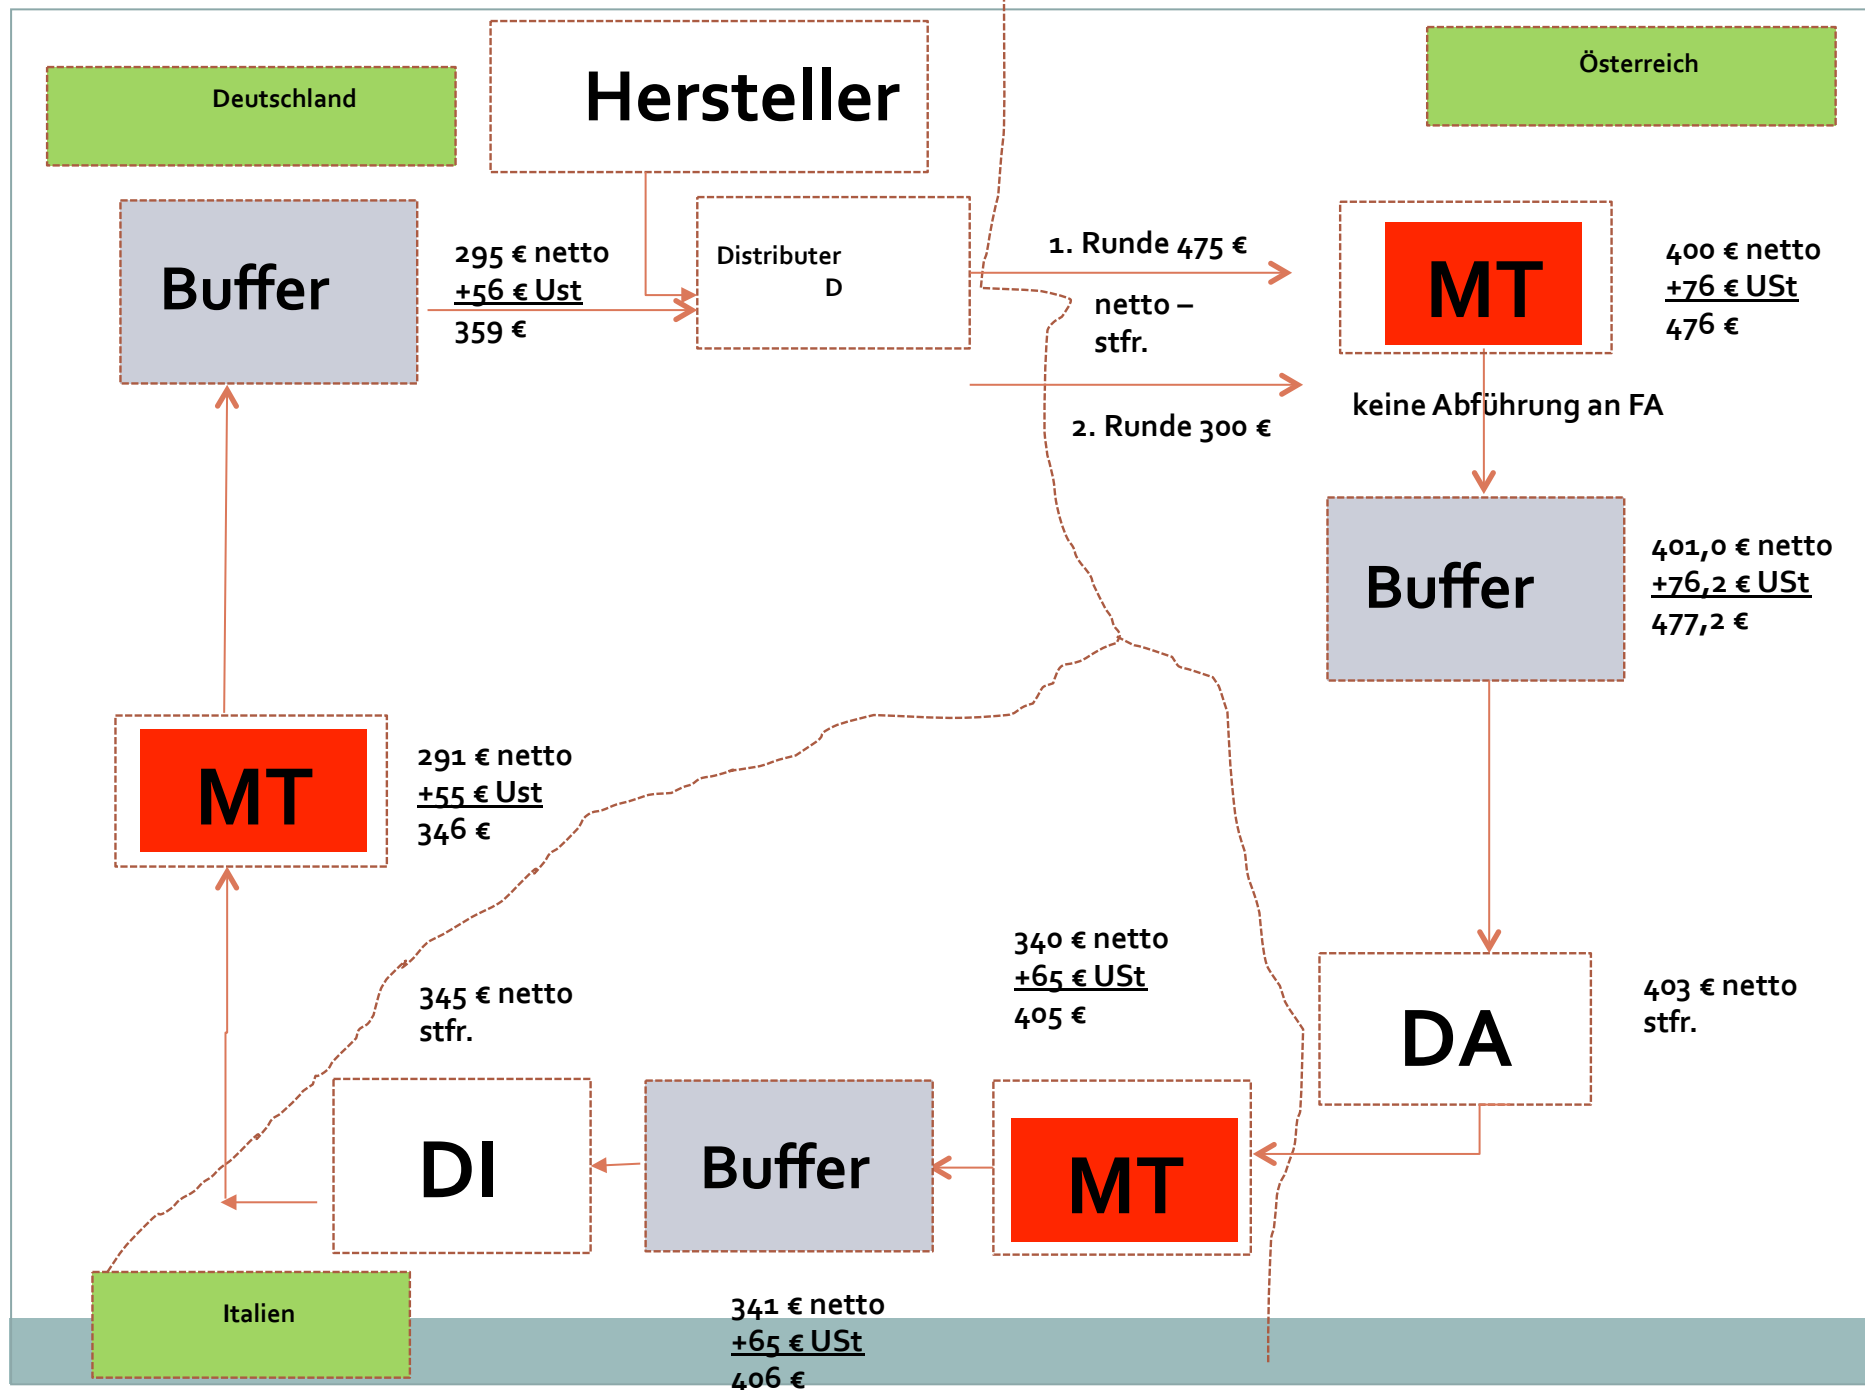 Deutschland
Hersteller
Österreich
Buffer
295 € netto
+56 € Ust
359 €
Distributer
D
1. Runde 475 €
netto –
stfr.
2. Runde 300 €
MT
400 € netto
+76 € USt
476 €
keine Abführung an FA
Buffer
401,0 € netto
+76,2 € USt
477,2 €
MT
291 € netto
+55 € Ust
346 €
345 € netto
stfr.
340 € netto
+65 € USt
405 €
DA
403 € netto
stfr.
DI
Buffer
MT
Italien
341 € netto
+65 € USt
406 €